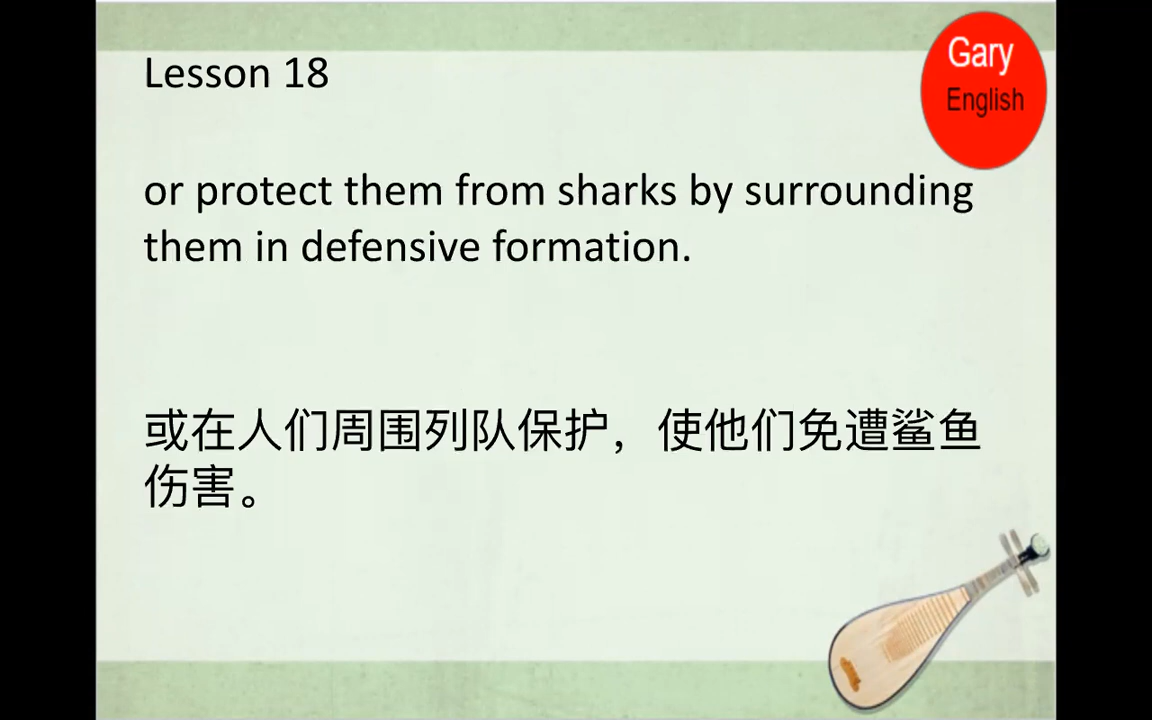 Lesson 18
Gary
English
or protect them from sharks by surrounding
them in defensive formation.
或在人们周围列队保护，使他们免遭鲨鱼
伤害。